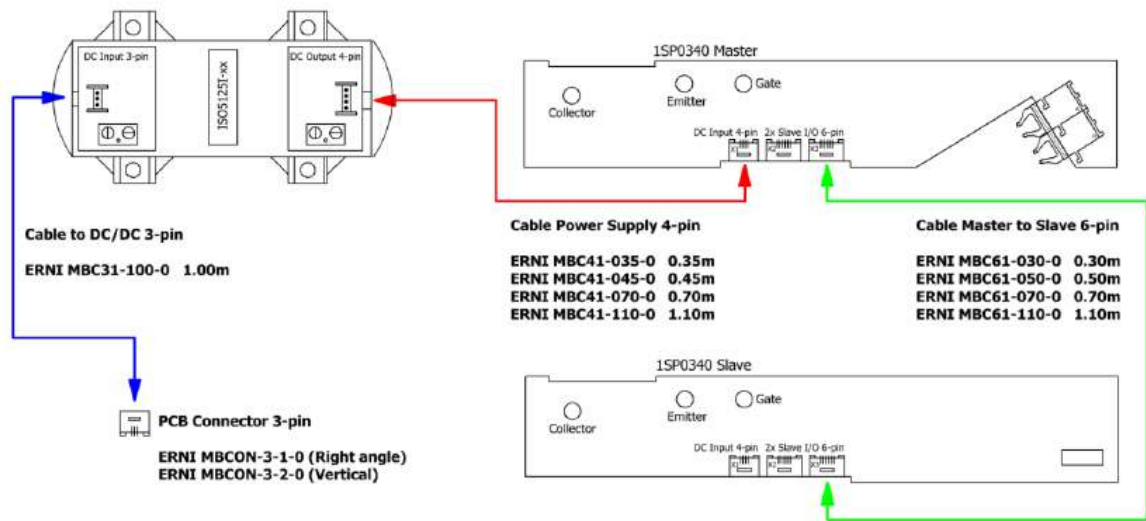 DC Input 3-pin
ISO5125I-xx
DC Output 4-pin
1SP0340 Master
Collector
Emitter
Gate
DC Input 4-pin 2x Slave I/O 6-pin
X1 X2 X3
Cable to DC/DC 3-pin
ERNI MBC31-100-0 1.00m
Cable Power Supply 4-pin
ERNI MBC41-035-0 0.35m
ERNI MBC41-045-0 0.45m
ERNI MBC41-070-0 0.70m
ERNI MBC41-110-0 1.10m
Cable Master to Slave 6-pin
ERNI MBC61-030-0 0.30m
ERNI MBC61-050-0 0.50m
ERNI MBC61-070-0 0.70m
ERNI MBC61-110-0 1.10m
PCB Connector 3-pin
ERNI MBCON-3-1-0 (Right angle)
ERNI MBCON-3-2-0 (Vertical)
1SP0340 Slave
Collector
Emitter
Gate
DC Input 4-pin 2x Slave I/O 6-pin
X1 X2 X3